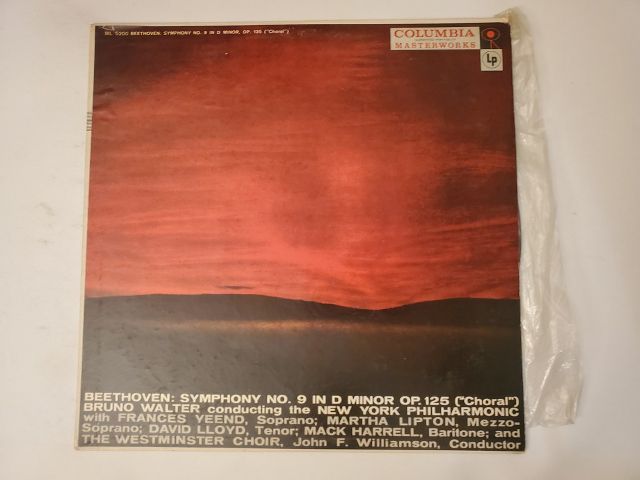 ML 5200 BEETHOVEN: SYMPHONY NO. 9 IN D MINOR, OP. 125 ("Choral")
COLUMBIA
MASTERWORKS
Lp
BEETHOVEN: SYMPHONY NO. 9 IN D MINOR OP. 125 ("Choral")
BRUNO WALTER conducting the NEW YORK PHILHARMONIC
with FRANCES YEEND, Soprano; MARTHA LIPTON, Mezzo-
Soprano; DAVID LLOYD, Tenor; MACK HARRELL, Baritone; and
THE WESTMINSTER CHOIR, John F. Williamson, Conductor